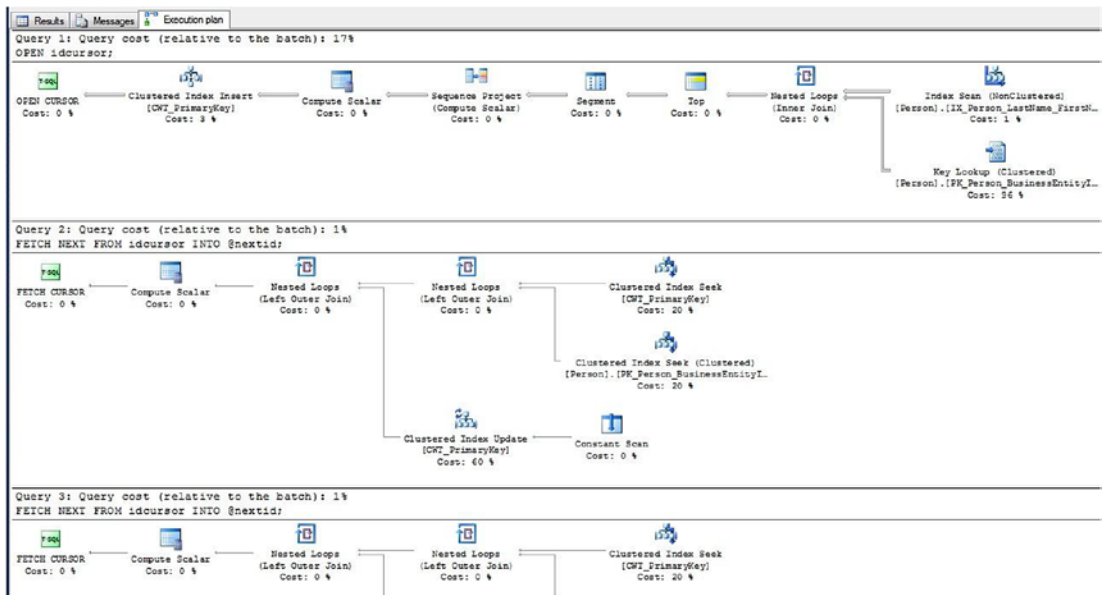 Results Messages Execution plan
Query 1: Query cost (relative to the batch): 17%
OPEN idcursor;
T-SQL
OPEN CURSOR
Cost: 0 %
Clustered Index Insert
[CWT_PrimaryKey]
Cost: 3 %
Compute Scalar
Cost: 0 %
Sequence Project
(Compute Scalar)
Cost: 0 %
Segment
Cost: 0 %
Top
Cost: 0 %
Nested Loops
(Inner Join)
Cost: 0 %
Index Scan (NonClustered)
[Person].[IX_Person_LastName_FirstN…
Cost: 1 %
Key Lookup (Clustered)
[Person].[PK_Person_BusinessEntityI…
Cost: 96 %
Query 2: Query cost (relative to the batch): 1%
FETCH NEXT FROM idcursor INTO @nextid;
T-SQL
FETCH CURSOR
Cost: 0 %
Compute Scalar
Cost: 0 %
Nested Loops
(Left Outer Join)
Cost: 0 %
Nested Loops
(Left Outer Join)
Cost: 0 %
Clustered Index Seek
[CWT_PrimaryKey]
Cost: 20 %
Clustered Index Seek (Clustered)
[Person].[PK_Person_BusinessEntityI…
Cost: 20 %
Clustered Index Update
[CWT_PrimaryKey]
Cost: 60 %
Constant Scan
Cost: 0 %
Query 3: Query cost (relative to the batch): 1%
FETCH NEXT FROM idcursor INTO @nextid;
T-SQL
FETCH CURSOR
Cost: 0 %
Compute Scalar
Cost: 0 %
Nested Loops
(Left Outer Join)
Cost: 0 %
Nested Loops
(Left Outer Join)
Cost: 0 %
Clustered Index Seek
[CWT_PrimaryKey]
Cost: 20 %